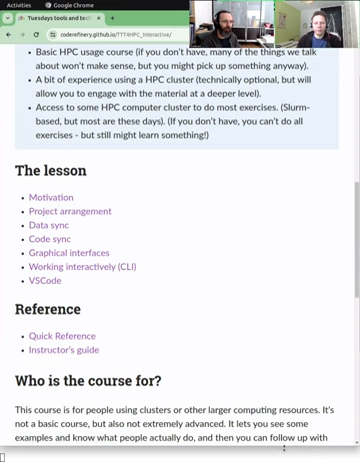 Activities
Google Chrome
Tuesdays tools and tec
coderefinery.github.io/TTT4HPC_interactive/
Basic HPC usage course (if you don't have, many of the things we talk
about won't make sense, but you might pick up something anyway).
A bit of experience using a HPC cluster (technically optional, but will
allow you to engage with the material at a deeper level).
Access to some HPC computer cluster to do most exercises. (Slurm-
based, but most are these days). (If you don't have, you can't do all
exercises - but still might learn something!)
The lesson
Motivation
Project arrangement
Data sync
Code sync
Graphical interfaces
Working interactively (CLI)
VSCode
Reference
Quick Reference
Instructor's guide
Who is the course for?
This course is for people using clusters or other larger computing resources. It's
not a basic course, but also not extremely advanced. It lets you see some
examples and know what people actually do, and then you can follow up with